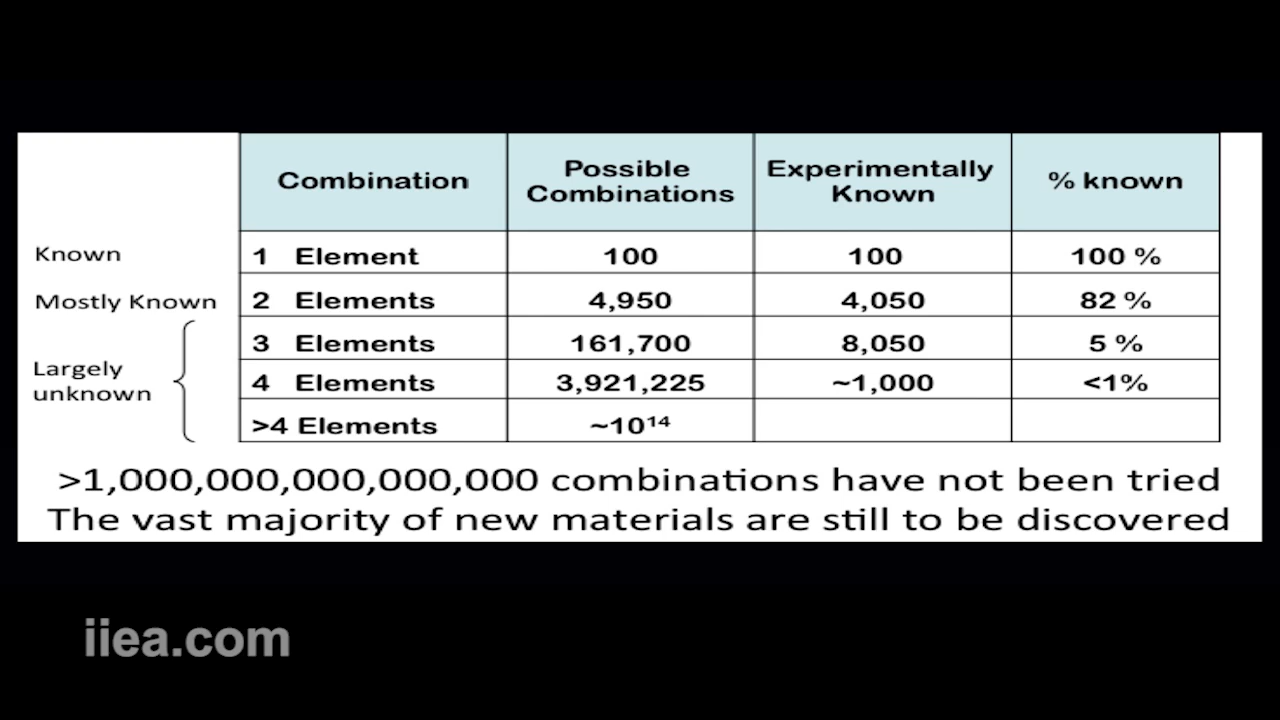 Combination Possible Combinations Experimentally Known % known
Known 1 Element 100 100 100 %
Mostly Known 2 Elements 4,950 4,050 82 %
3 Elements 161,700 8,050 5 %
Largely unknown 4 Elements 3,921,225 ~1,000 <1%
>4 Elements ~10¹⁴
>1,000,000,000,000,000 combinations have not been tried
The vast majority of new materials are still to be discovered
iiea.com